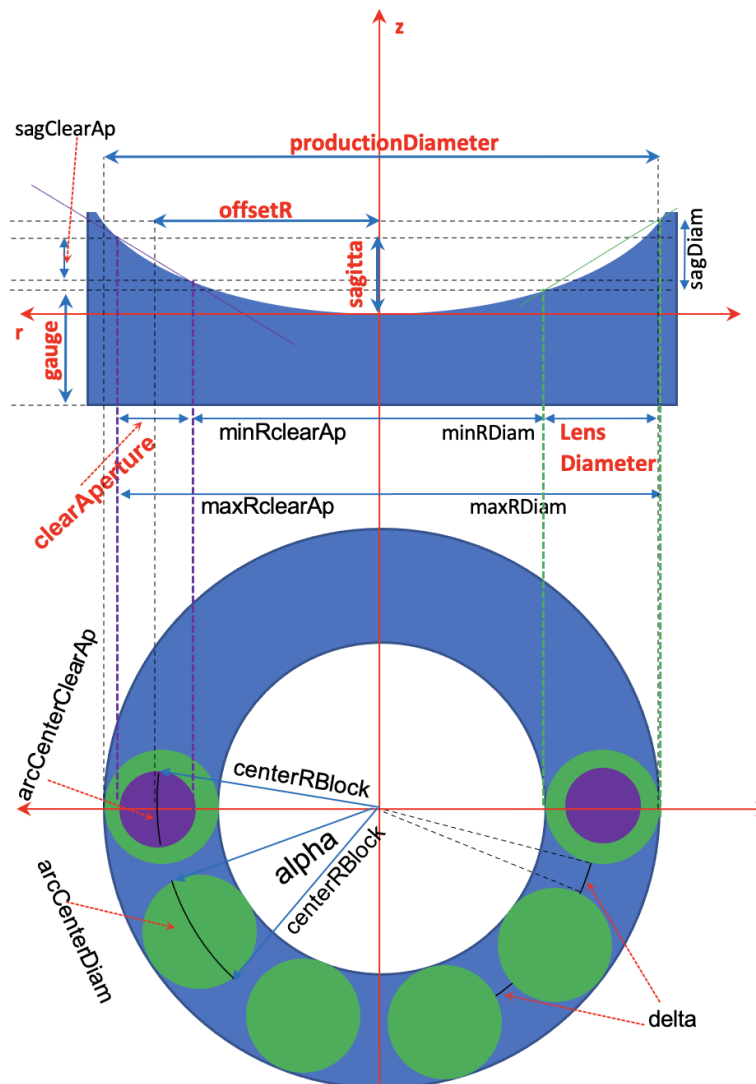 z
sagClearAp
productionDiameter
offsetR
sagitta
sagDiam
r
gauge
minRclearAp
minRDiam
Lens
Diameter
clearAperture
maxRclearAp
maxRDiam
arcCenterClearAp
centerRBlock
alpha
centerRBlock
arcCenterDiam
delta